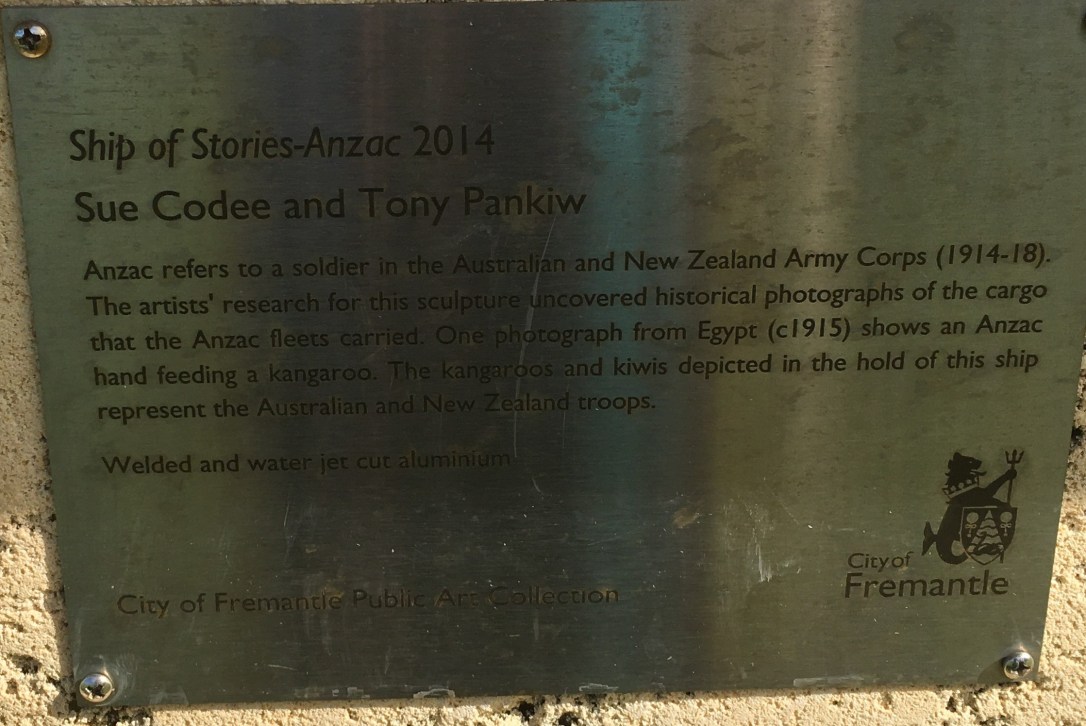 Ship of Stories-Anzac 2014
Sue Codee and Tony Pankiw
Anzac refers to a soldier in the Australian and New Zealand Army Corps (1914-18).
The artists' research for this sculpture uncovered historical photographs of the cargo
that the Anzac fleets carried. One photograph from Egypt (c1915) shows an Anzac
hand feeding a kangaroo. The kangaroos and kiwis depicted in the hold of this ship
represent the Australian and New Zealand troops.
Welded and water jet cut aluminium
City of Fremantle Public Art Collection
City of
Fremantle